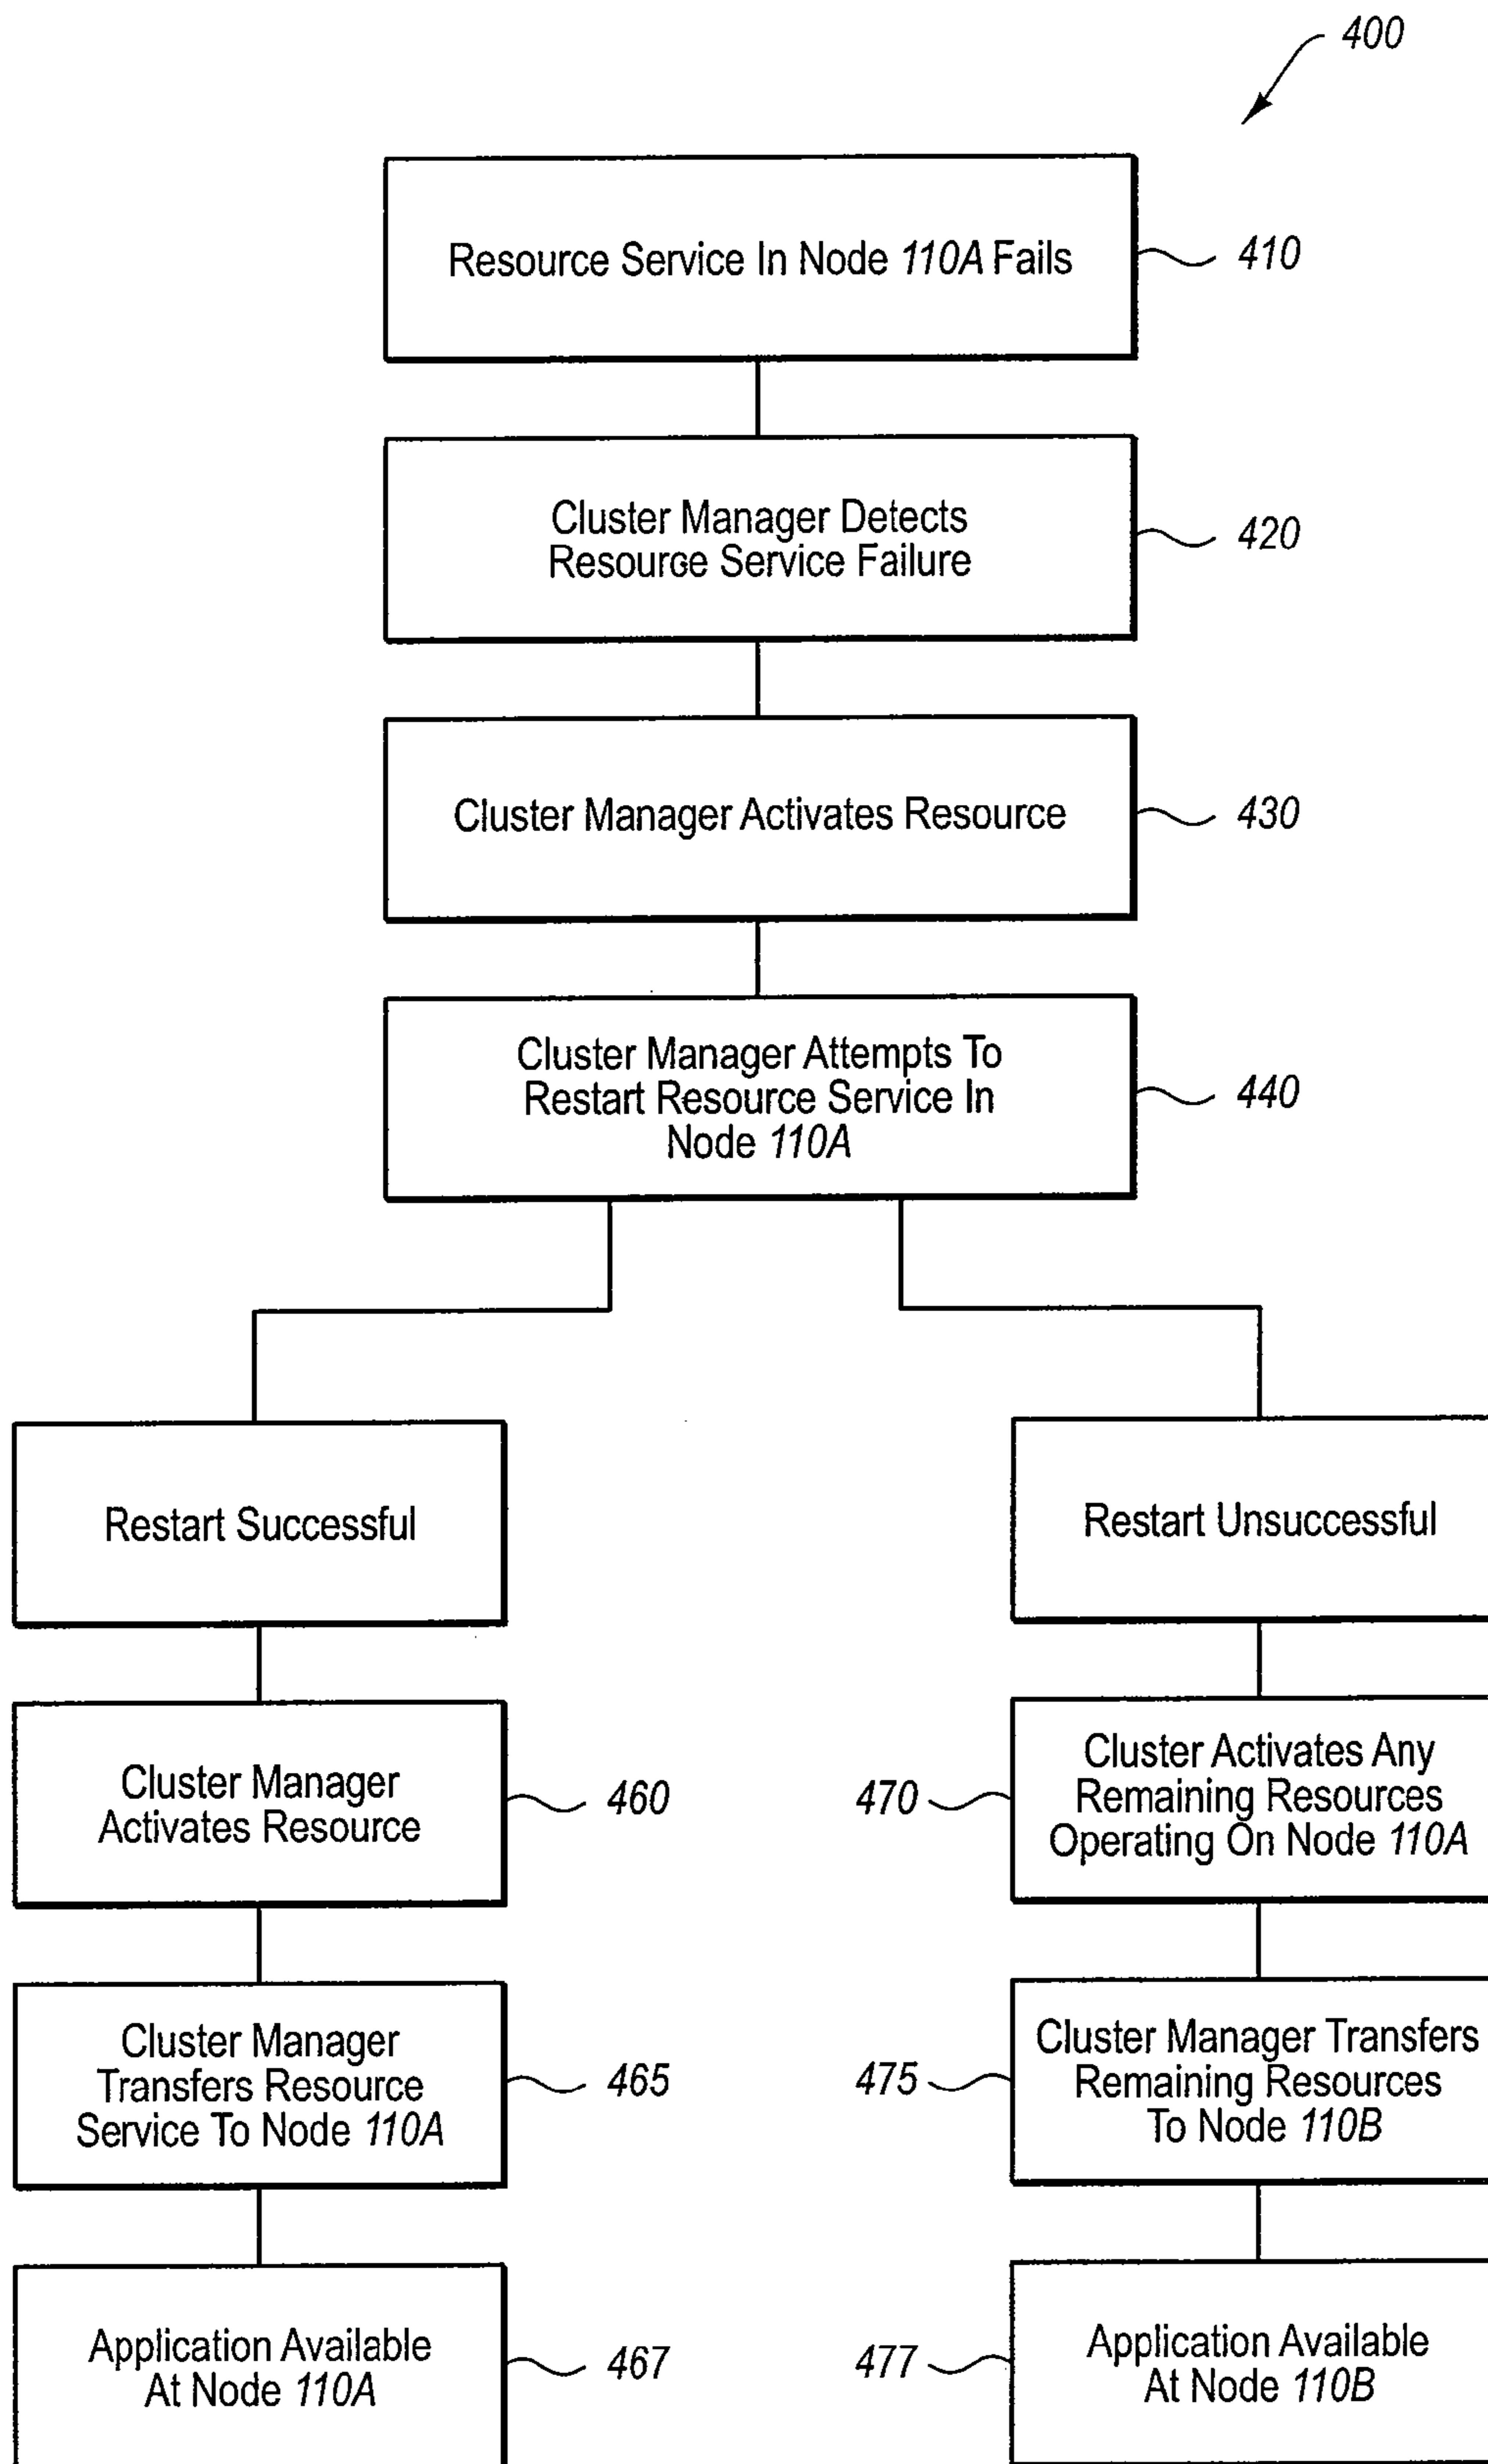 400
Resource Service In Node 110A Fails
410
Cluster Manager Detects
Resource Service Failure
420
Cluster Manager Activates Resource
430
Cluster Manager Attempts To
Restart Resource Service In
Node 110A
440
Restart Successful
Restart Unsuccessful
Cluster Manager
Activates Resource
460
470
Cluster Activates Any
Remaining Resources
Operating On Node 110A
Cluster Manager
Transfers Resource
Service To Node 110A
465
475
Cluster Manager Transfers
Remaining Resources
To Node 110B
Application Available
At Node 110A
467
477
Application Available
At Node 110B